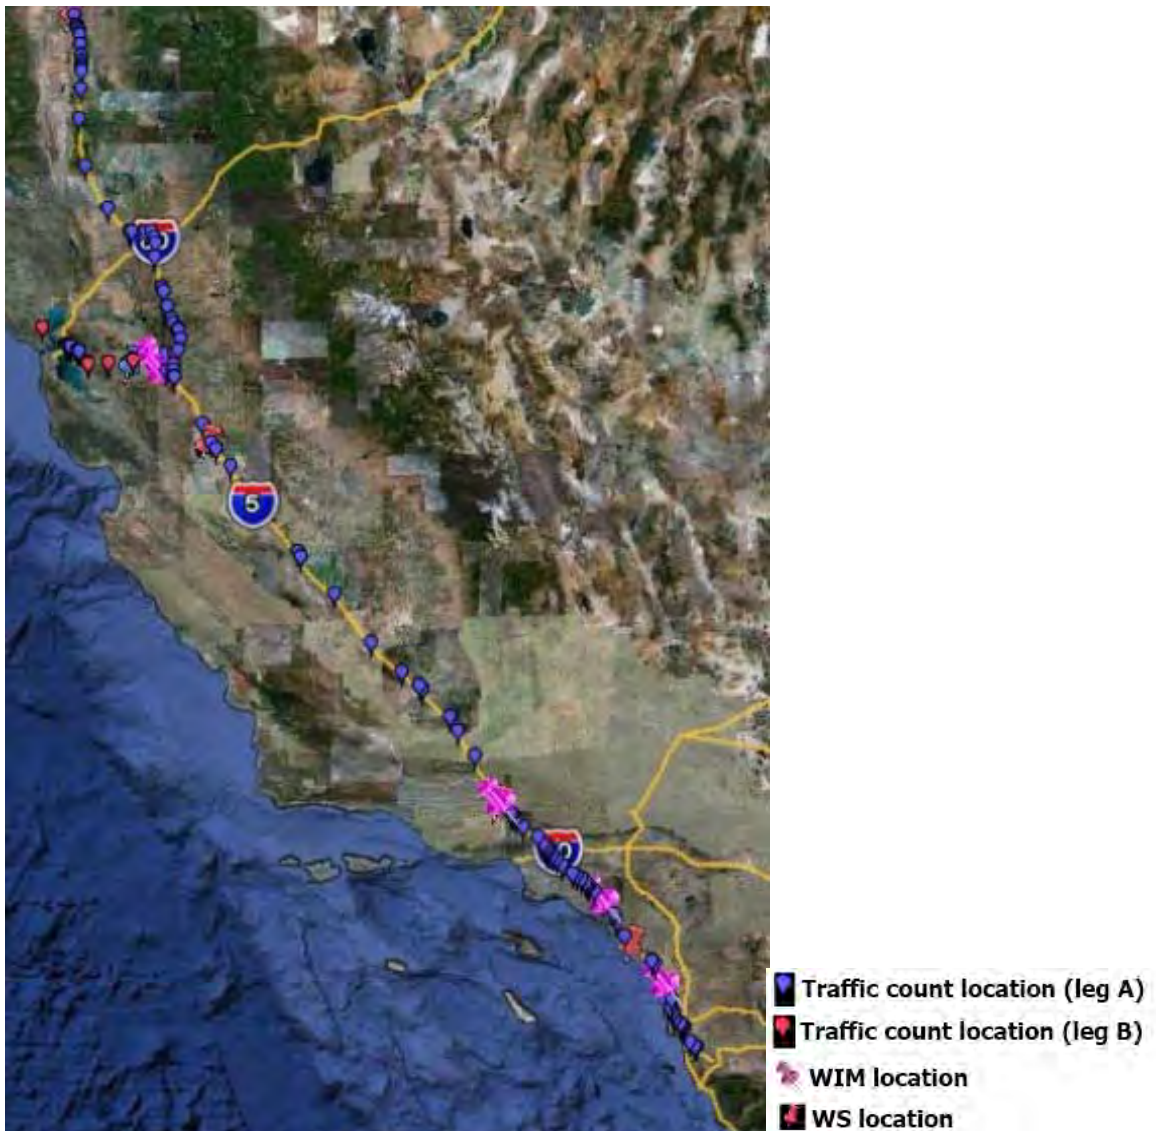 5
Traffic count location (leg A)
Traffic count location (leg B)
WIM location
WS location